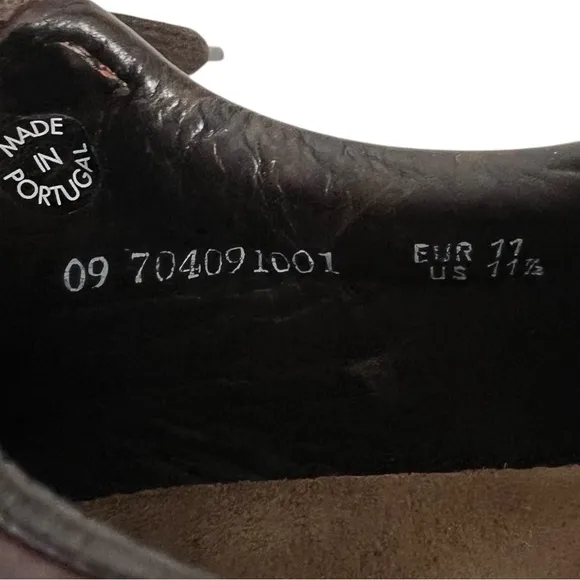 MADE
IN
PORTUGAL
09 704091001
EUR 11
US 11½